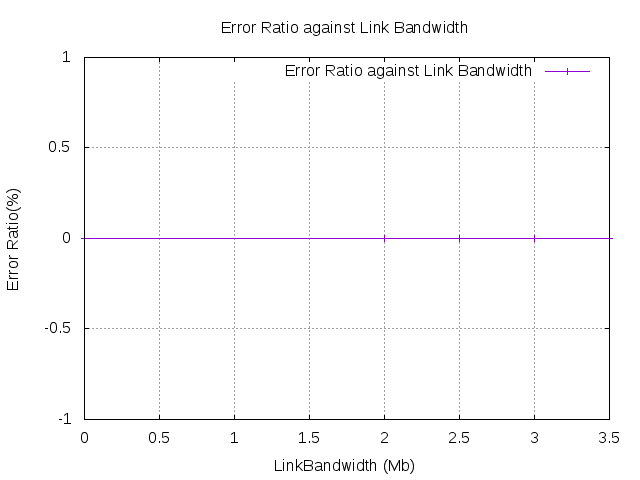 Error Ratio against Link Bandwidth
Error Ratio against Link Bandwidth
1
0.5
0
-0.5
-1
Error Ratio(%)
0 0.5 1 1.5 2 2.5 3 3.5
LinkBandwidth (Mb)